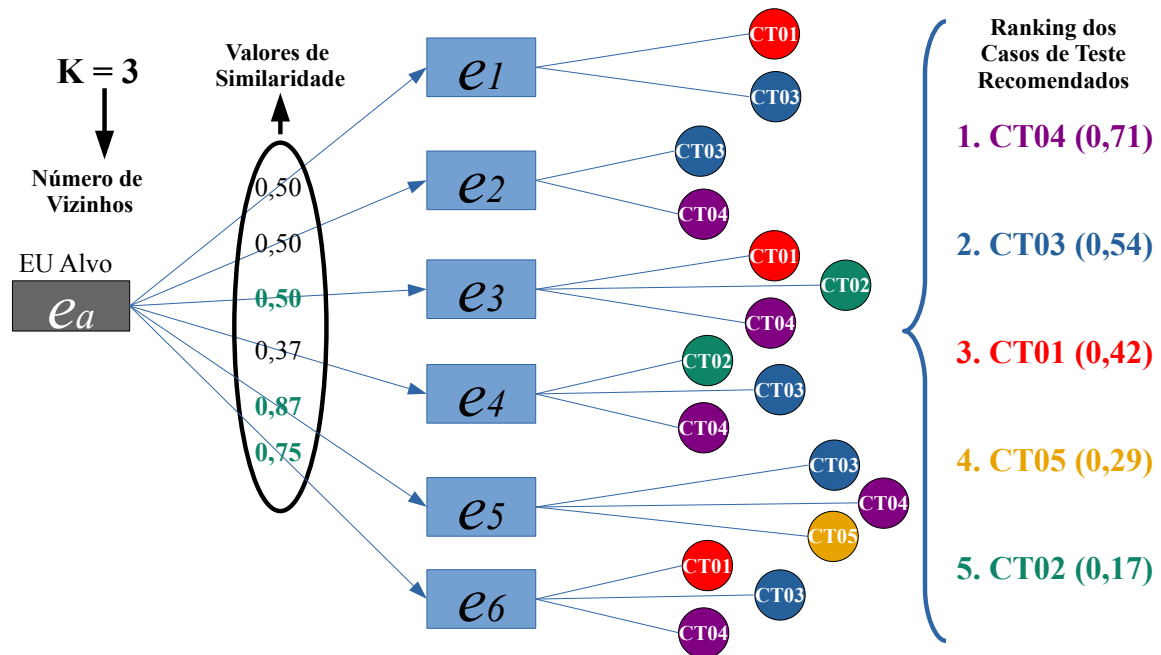 K = 3
Número de
Vizinhos
EU Alvo
ea
Valores de
Similaridade
0,50
0,50
0,50
0,37
0,87
0,75
e1
CT01
CT03
e2
CT03
CT04
e3
CT01
CT02
CT04
e4
CT02
CT03
CT04
e5
CT03
CT04
CT05
e6
CT01
CT03
CT04
Ranking dos
Casos de Teste
Recomendados
1. CT04 (0,71)
2. CT03 (0,54)
3. CT01 (0,42)
4. CT05 (0,29)
5. CT02 (0,17)